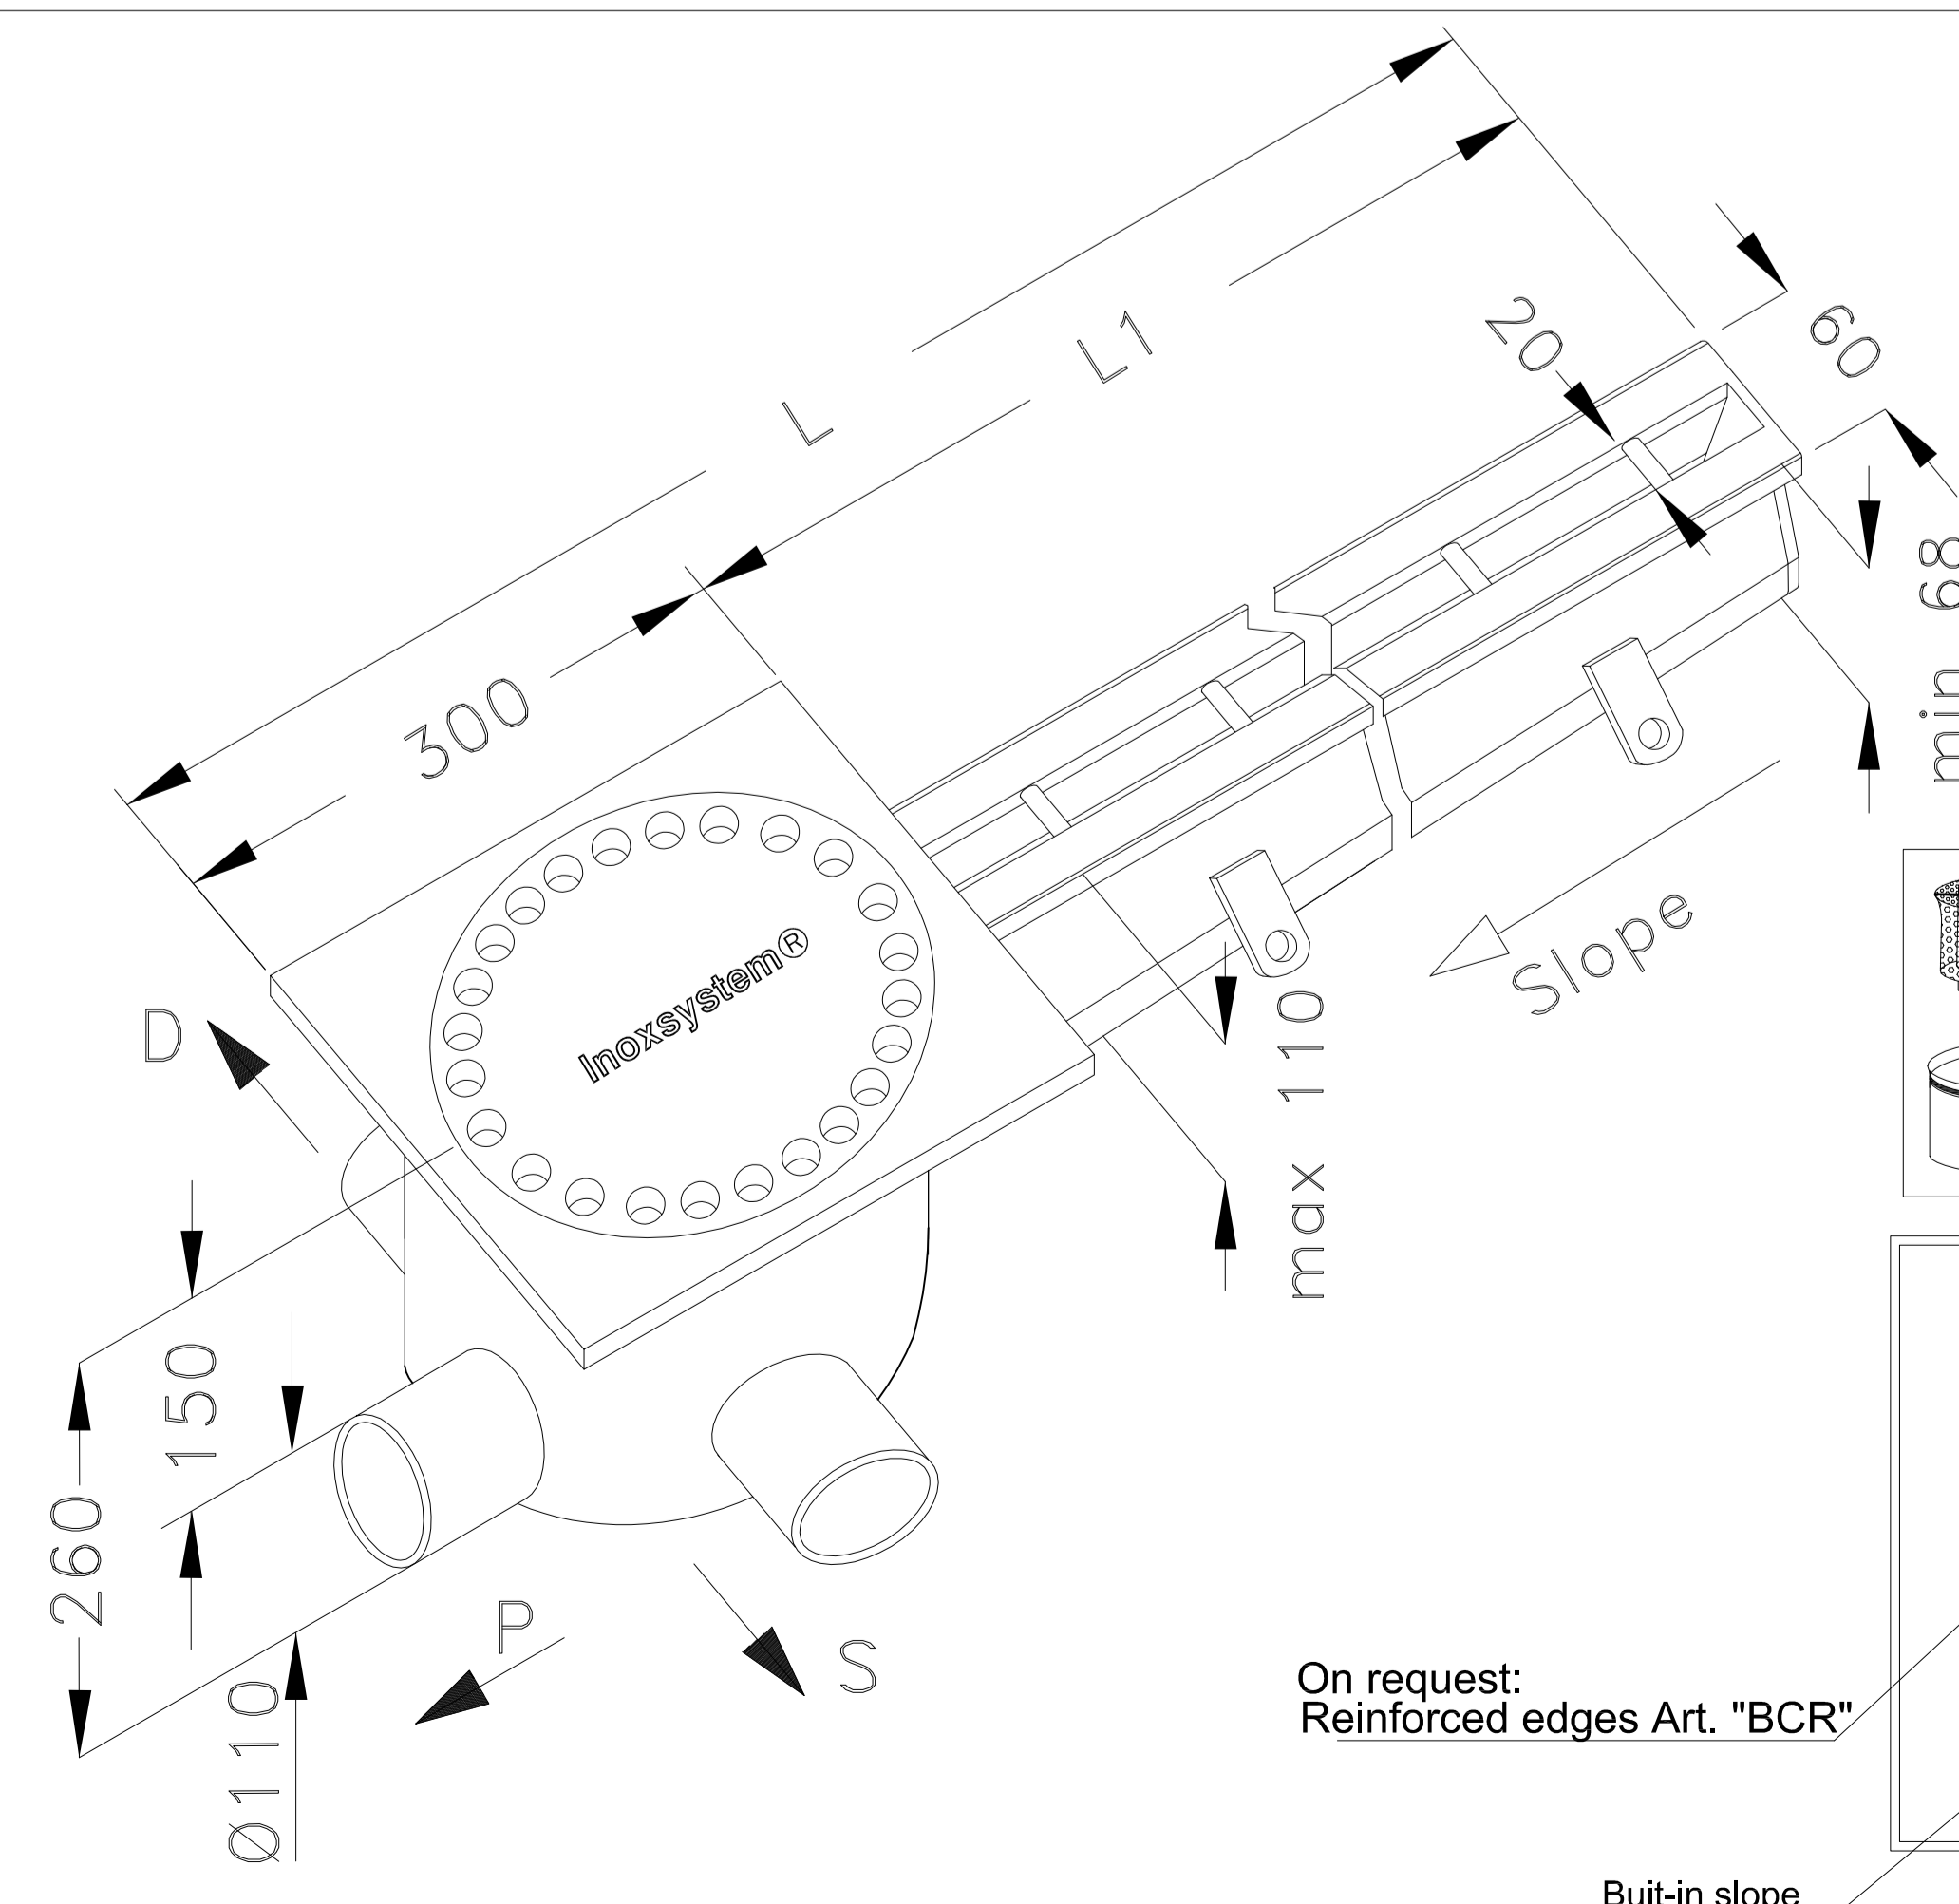 L
L1
20
60
300
min 68
Inoxsystem®
Slope
D
max 110
150
260
P
S
Ø110
On request:
Reinforced edges Art. "BCR"
Buit-in slope